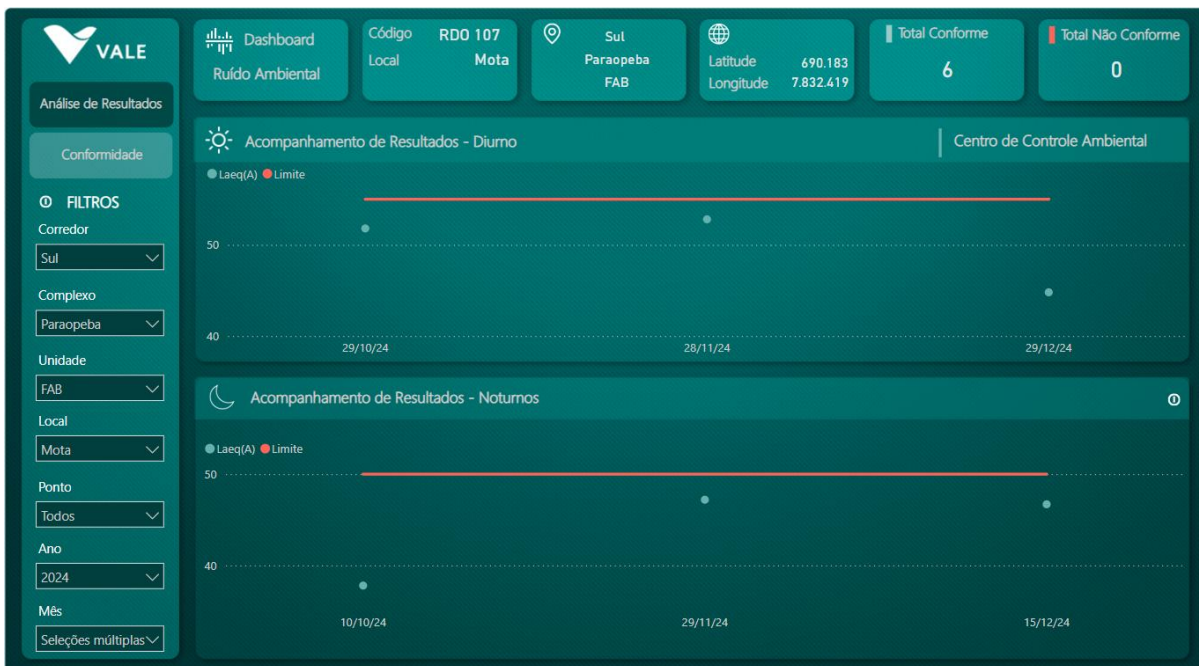 VALE
Análise de Resultados
Conformidade
FILTROS
Corredor
Sul
Complexo
Paraopeba
Unidade
FAB
Local
Mota
Ponto
Todos
Ano
2024
Mês
Seleções múltiplas
Dashboard
Ruído Ambiental
Código RDO 107
Local Mota
Sul
Paraopeba
FAB
Latitude 690.183
Longitude 7.832.419
Total Conforme
6
Total Não Conforme
0
Acompanhamento de Resultados - Diurno
Centro de Controle Ambiental
Laeq(A) Limite
50
40
29/10/24 28/11/24 29/12/24
Acompanhamento de Resultados - Noturnos
Laeq(A) Limite
50
40
10/10/24 29/11/24 15/12/24